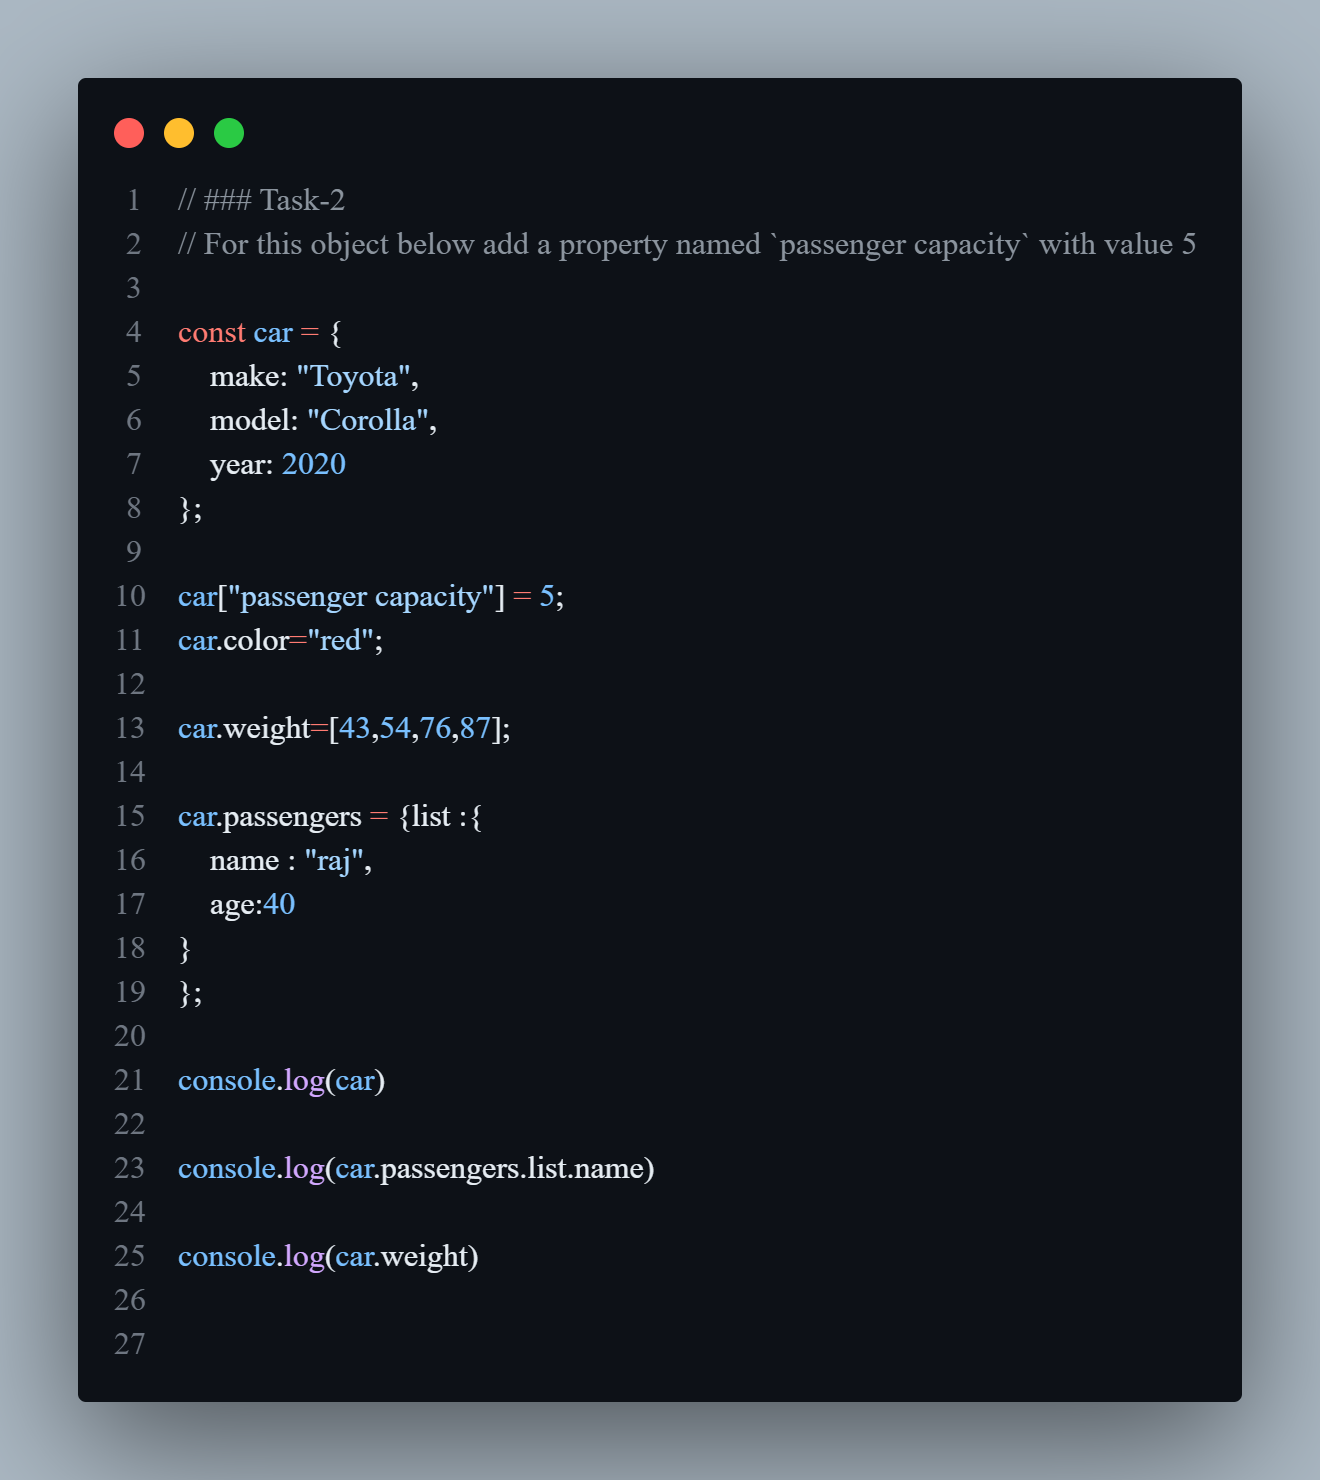 1 // ### Task-2
2 // For this object below add a property named `passenger capacity` with value 5
3
4 const car = {
5     make: "Toyota",
6     model: "Corolla",
7     year: 2020
8 };
9
10 car["passenger capacity"] = 5;
11 car.color="red";
12
13 car.weight=[43,54,76,87];
14
15 car.passengers = {list :{
16     name : "raj",
17     age:40
18 }
19 };
20
21 console.log(car)
22
23 console.log(car.passengers.list.name)
24
25 console.log(car.weight)
26
27